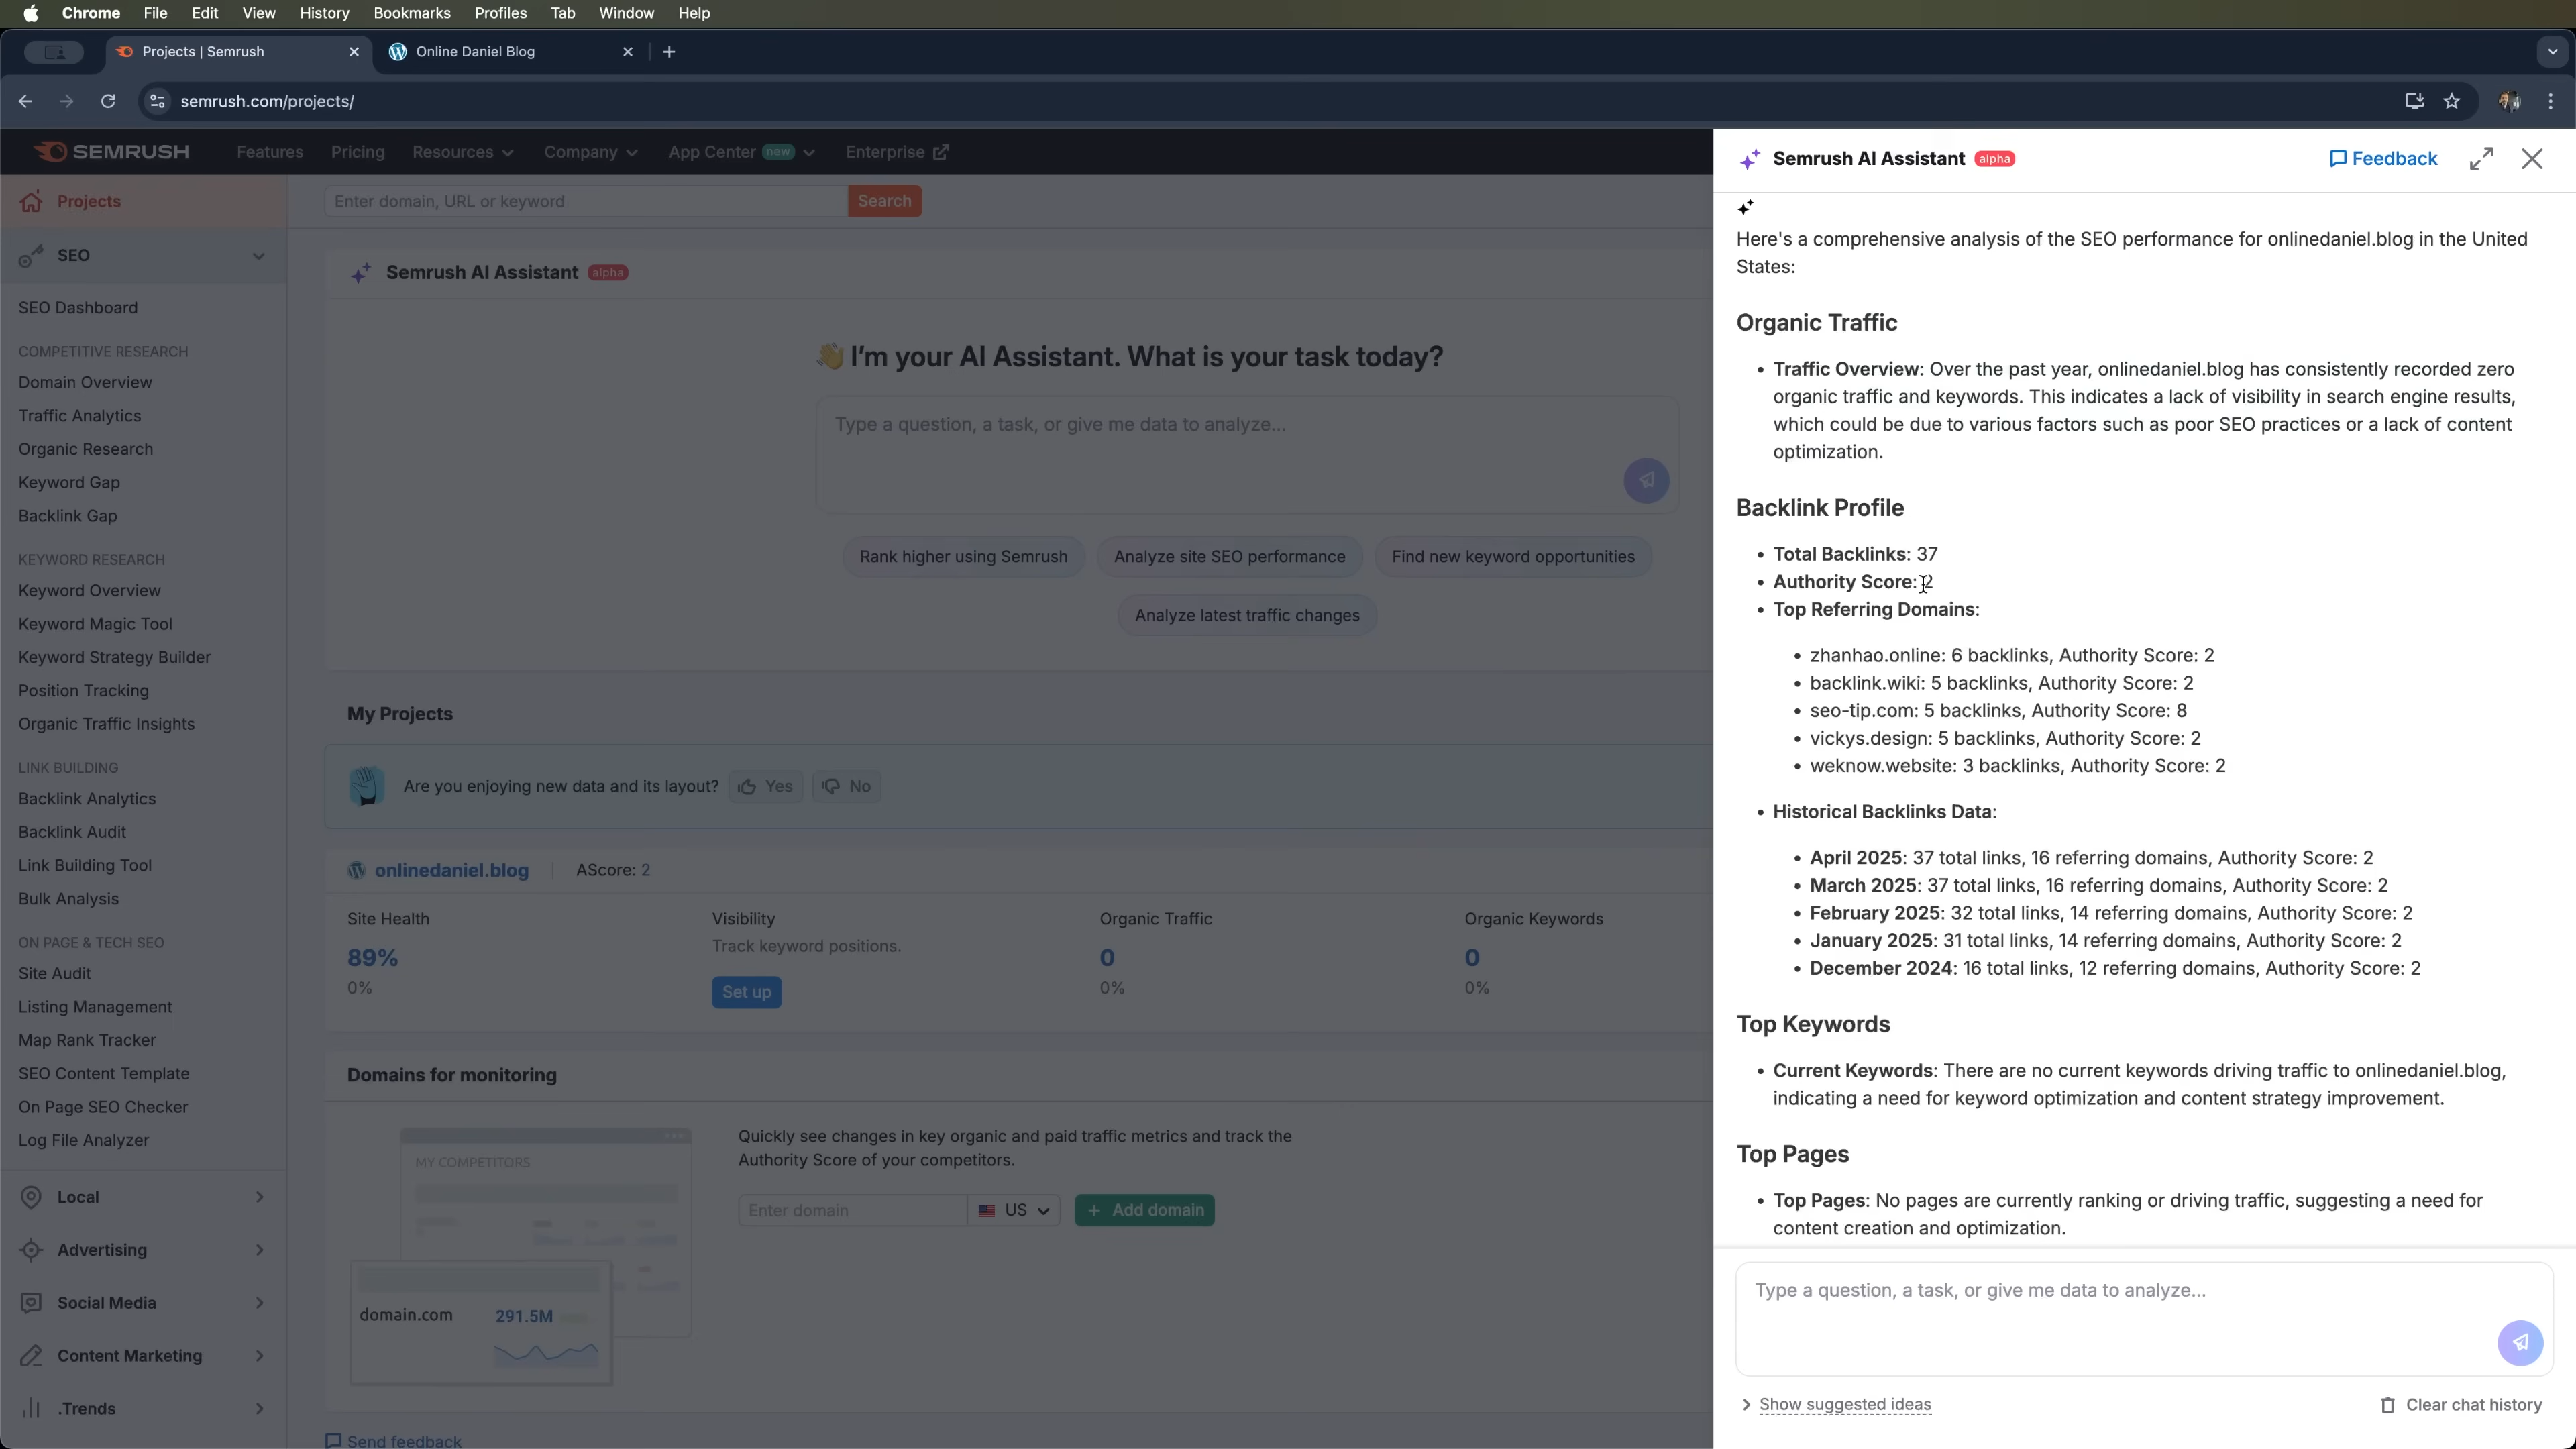 Chrome File Edit View History Bookmarks Profiles Tab Window Help
Projects | Semrush
Online Daniel Blog
semrush.com/projects/
SEMRUSH Features Pricing Resources Company App Center new Enterprise
Projects
SEO
SEO Dashboard
COMPETITIVE RESEARCH
Domain Overview
Traffic Analytics
Organic Research
Keyword Gap
Backlink Gap
KEYWORD RESEARCH
Keyword Overview
Keyword Magic Tool
Keyword Strategy Builder
Position Tracking
Organic Traffic Insights
LINK BUILDING
Backlink Analytics
Backlink Audit
Link Building Tool
Bulk Analysis
ON PAGE & TECH SEO
Site Audit
Listing Management
Map Rank Tracker
SEO Content Template
On Page SEO Checker
Log File Analyzer
Local
Advertising
Social Media
Content Marketing
.Trends
Enter domain, URL or keyword Search
Semrush AI Assistant alpha
👋 I'm your AI Assistant. What is your task today?
Type a question, a task, or give me data to analyze...
Rank higher using Semrush Analyze site SEO performance Find new keyword opportunities
Analyze latest traffic changes
My Projects
Are you enjoying new data and its layout? Yes No
onlinedaniel.blog AScore: 2
Site Health Visibility Organic Traffic Organic Keywords
Track keyword positions.
89% 0 0
0% Set up 0% 0%
Domains for monitoring
MY COMPETITORS
domain.com 291.5M
Quickly see changes in key organic and paid traffic metrics and track the
Authority Score of your competitors.
Enter domain US + Add domain
Send feedback
Semrush AI Assistant alpha Feedback
Here's a comprehensive analysis of the SEO performance for onlinedaniel.blog in the United
States:
Organic Traffic
• Traffic Overview: Over the past year, onlinedaniel.blog has consistently recorded zero
organic traffic and keywords. This indicates a lack of visibility in search engine results,
which could be due to various factors such as poor SEO practices or a lack of content
optimization.
Backlink Profile
• Total Backlinks: 37
• Authority Score: 2
• Top Referring Domains:
• zhanhao.online: 6 backlinks, Authority Score: 2
• backlink.wiki: 5 backlinks, Authority Score: 2
• seo-tip.com: 5 backlinks, Authority Score: 8
• vickys.design: 5 backlinks, Authority Score: 2
• weknow.website: 3 backlinks, Authority Score: 2
• Historical Backlinks Data:
• April 2025: 37 total links, 16 referring domains, Authority Score: 2
• March 2025: 37 total links, 16 referring domains, Authority Score: 2
• February 2025: 32 total links, 14 referring domains, Authority Score: 2
• January 2025: 31 total links, 14 referring domains, Authority Score: 2
• December 2024: 16 total links, 12 referring domains, Authority Score: 2
Top Keywords
• Current Keywords: There are no current keywords driving traffic to onlinedaniel.blog,
indicating a need for keyword optimization and content strategy improvement.
Top Pages
• Top Pages: No pages are currently ranking or driving traffic, suggesting a need for
content creation and optimization.
Type a question, a task, or give me data to analyze...
Show suggested ideas Clear chat history